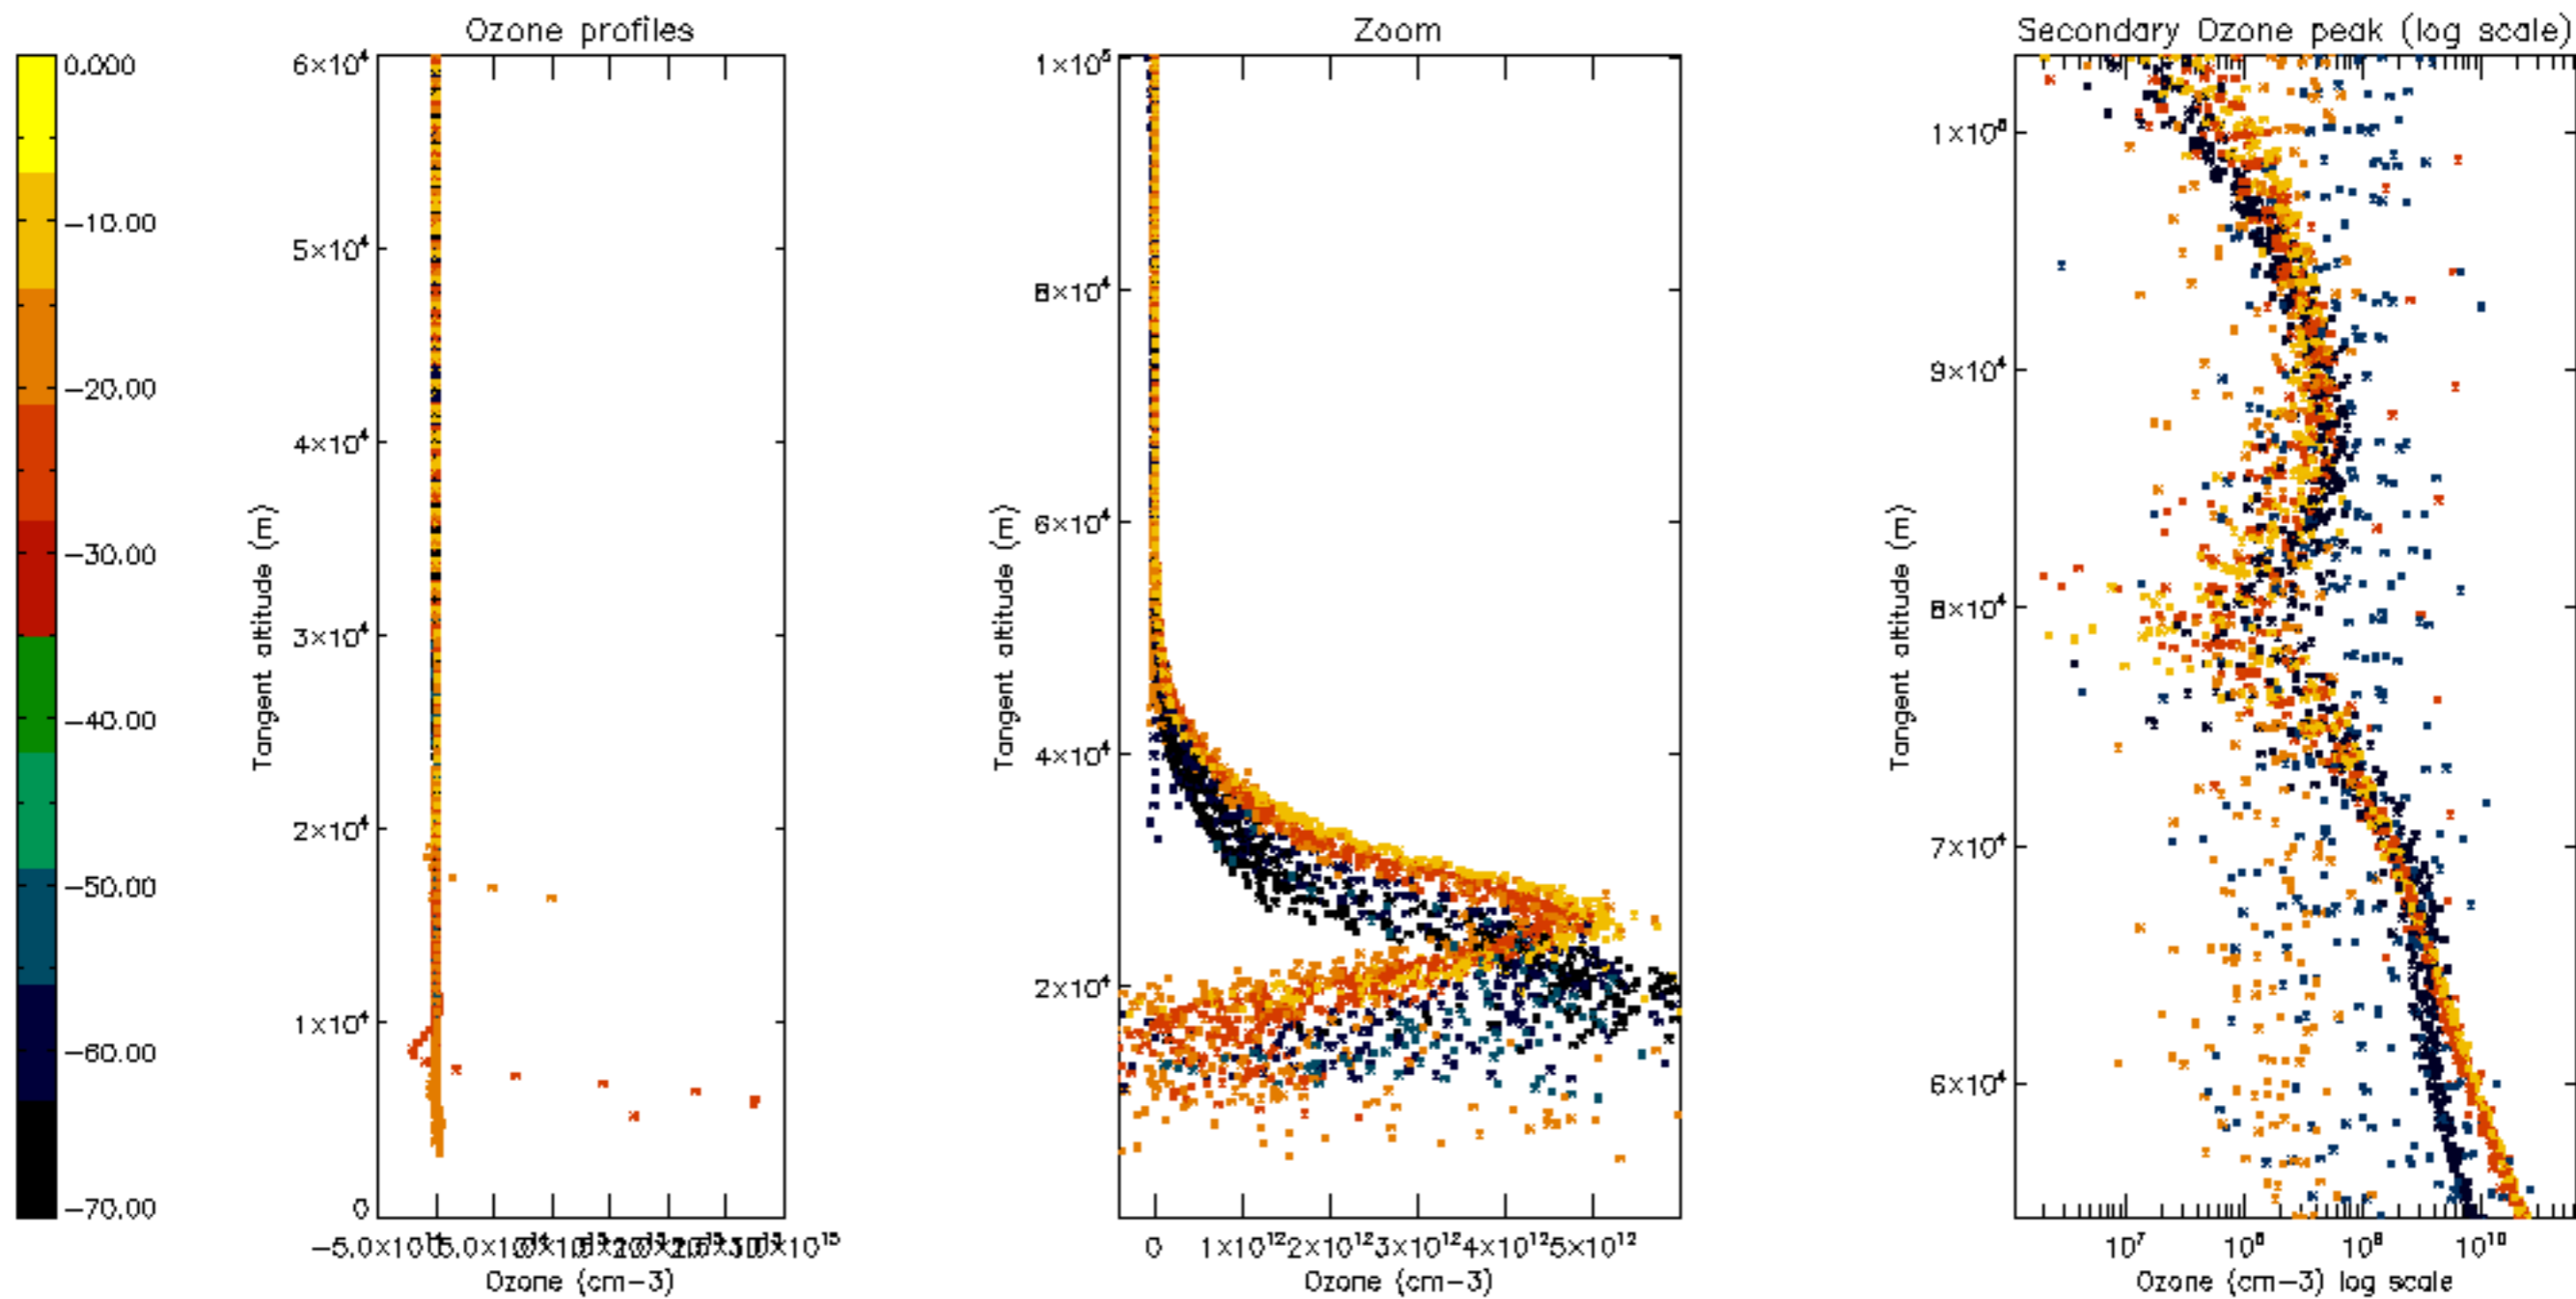 Ozone profiles
Zoom
Secondary Ozone peak (log scale)
0.000
−10.00
−20.00
−30.00
−40.00
−50.00
−60.00
−70.00
6×10⁴
5×10⁴
4×10⁴
3×10⁴
2×10⁴
1×10⁴
0
Tangent altitude (m)
Ozone (cm−3)
1×10⁵
8×10⁴
6×10⁴
4×10⁴
2×10⁴
Tangent altitude (m)
0 1×10¹² 2×10¹² 3×10¹² 4×10¹² 5×10¹²
Ozone (cm−3)
9×10⁴
8×10⁴
7×10⁴
6×10⁴
Tangent altitude (m)
10⁷ 10⁸ 10⁹ 10¹⁰
Ozone (cm−3) log scale